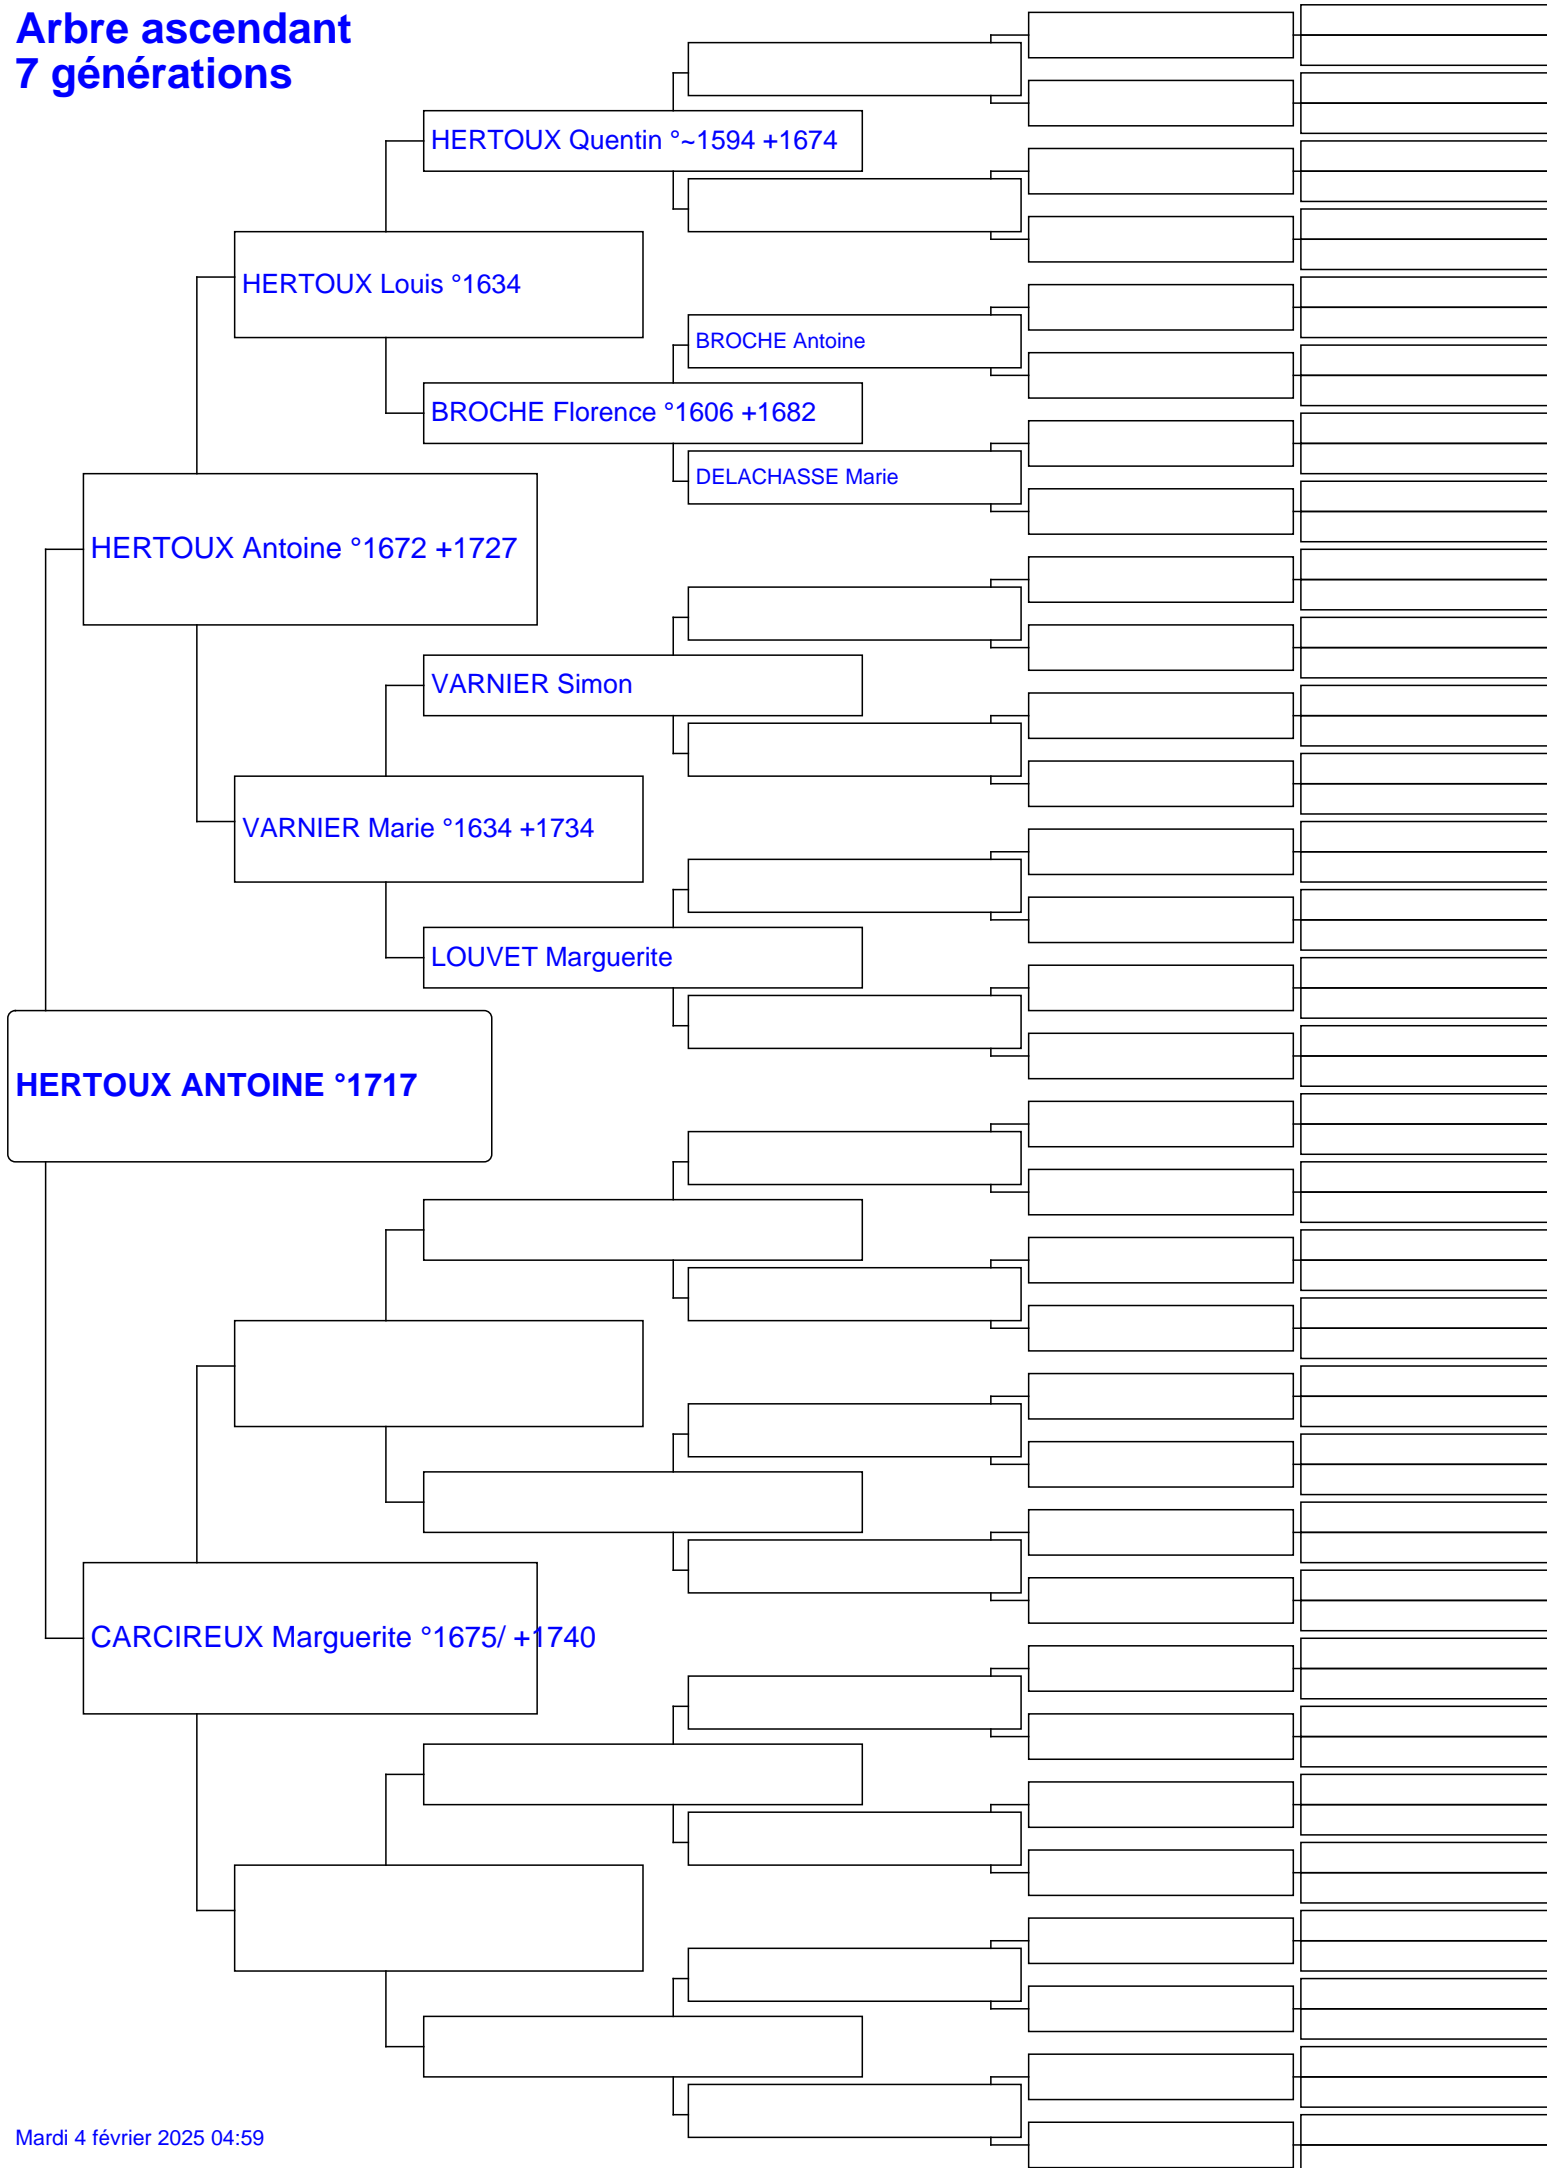 Arbre ascendant
7 générations
HERTOUX Quentin °~1594 +1674
HERTOUX Louis °1634
BROCHE Antoine
BROCHE Florence °1606 +1682
DELACHASSE Marie
HERTOUX Antoine °1672 +1727
VARNIER Simon
VARNIER Marie °1634 +1734
LOUVET Marguerite
HERTOUX ANTOINE °1717
CARCIREUX Marguerite °1675/ +1740
Mardi 4 février 2025 04:59